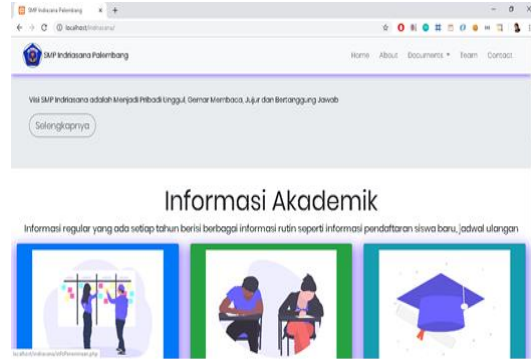 SMP Indriasana Palembang
localhost/indriasana/
SMP Indriasana Palembang
Home About Documents Team Contact
Visi SMP Indriasana adalah Menjadi Pribadi Unggul, Gemar Membaca, Jujur dan Bertanggung Jawab
Selengkapnya
Informasi Akademik
Informasi regular yang ada setiap tahun berisi berbagai informasi rutin seperti informasi pendaftaran siswa baru, jadwal ulangan